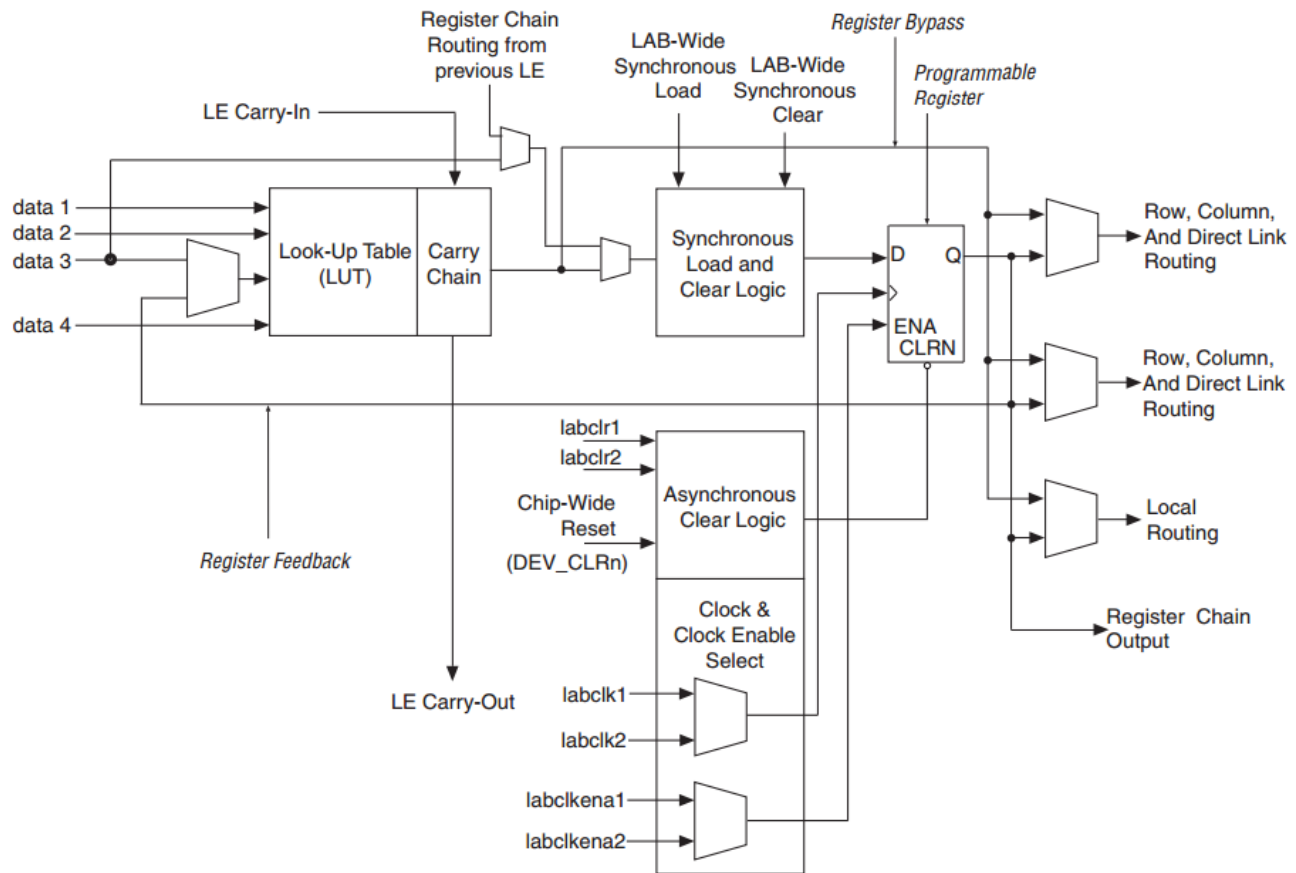 Register Chain
Routing from
previous LE
LAB-Wide
Synchronous
Load
LAB-Wide
Synchronous
Clear
Register Bypass
Programmable
Register
LE Carry-In
data 1
data 2
data 3
data 4
Look-Up Table
(LUT)
Carry
Chain
Synchronous
Load and
Clear Logic
D
Q
ENA
CLRN
Row, Column,
And Direct Link
Routing
Row, Column,
And Direct Link
Routing
Local
Routing
Register Chain
Output
Register Feedback
labclr1
labclr2
Chip-Wide
Reset
(DEV_CLRn)
Asynchronous
Clear Logic
Clock &
Clock Enable
Select
LE Carry-Out
labclk1
labclk2
labclkena1
labclkena2